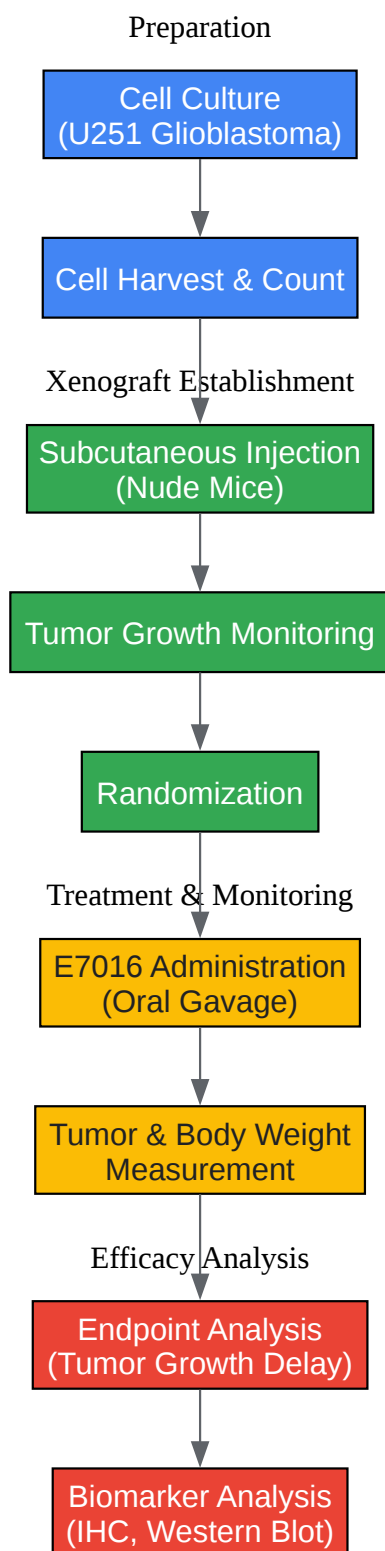 Preparation
Cell Culture
(U251 Glioblastoma)
Cell Harvest & Count
Xenograft Establishment
Subcutaneous Injection
(Nude Mice)
Tumor Growth Monitoring
Randomization
Treatment & Monitoring
E7016 Administration
(Oral Gavage)
Tumor & Body Weight
Measurement
Efficacy Analysis
Endpoint Analysis
(Tumor Growth Delay)
Biomarker Analysis
(IHC, Western Blot)